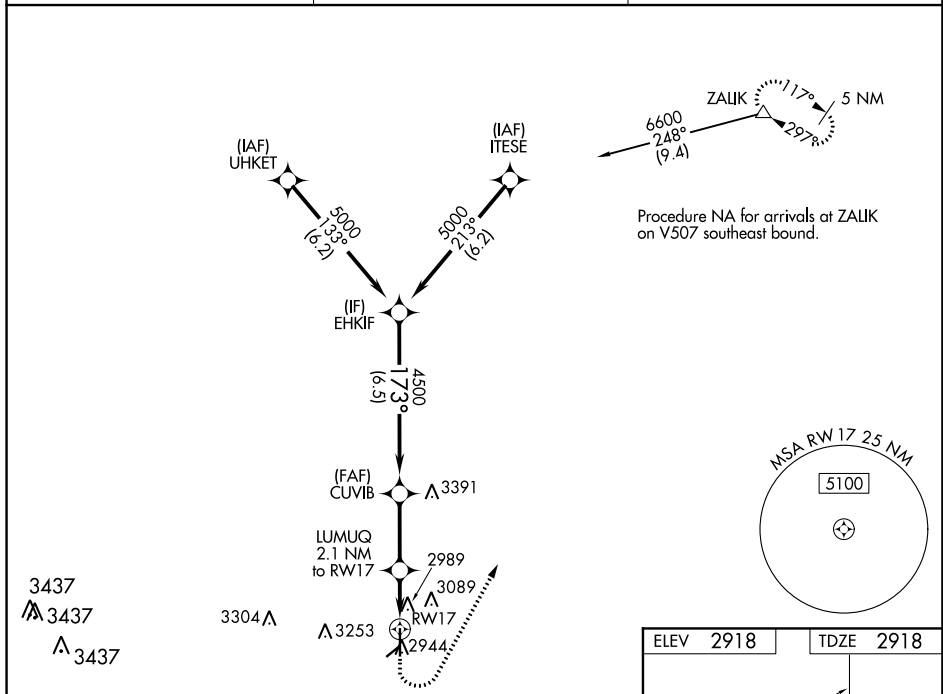 ZALIK
117°
5 NM
297°
6600
248°
(9.4)
(IAF)
UHKET
(IAF)
ITESE
5000
133°
(6.2)
5000
213°
(6.2)
Procedure NA for arrivals at ZALIK
on V507 southeast bound.
(IF)
EHKIF
4500
173°
(6.5)
(FAF)
CUVIB
3391
MSA RW 17 25 NM
5100
LUMUQ
2.1 NM
to RW17
2989
3089
RW17
2944
3437
3437
3437
3304
3253
ELEV 2918
TDZE 2918